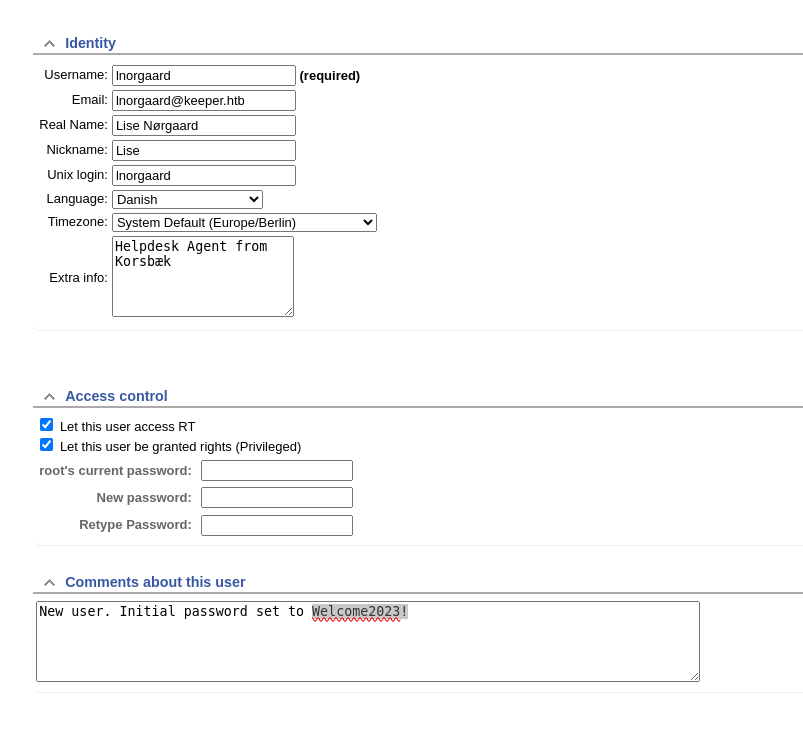 Identity
Username: lnorgaard (required)
Email: lnorgaard@keeper.htb
Real Name: Lise Nørgaard
Nickname: Lise
Unix login: lnorgaard
Language: Danish
Timezone: System Default (Europe/Berlin)
Extra info: Helpdesk Agent from
Korsbæk
Access control
Let this user access RT
Let this user be granted rights (Privileged)
root's current password:
New password:
Retype Password:
Comments about this user
New user. Initial password set to Welcome2023!